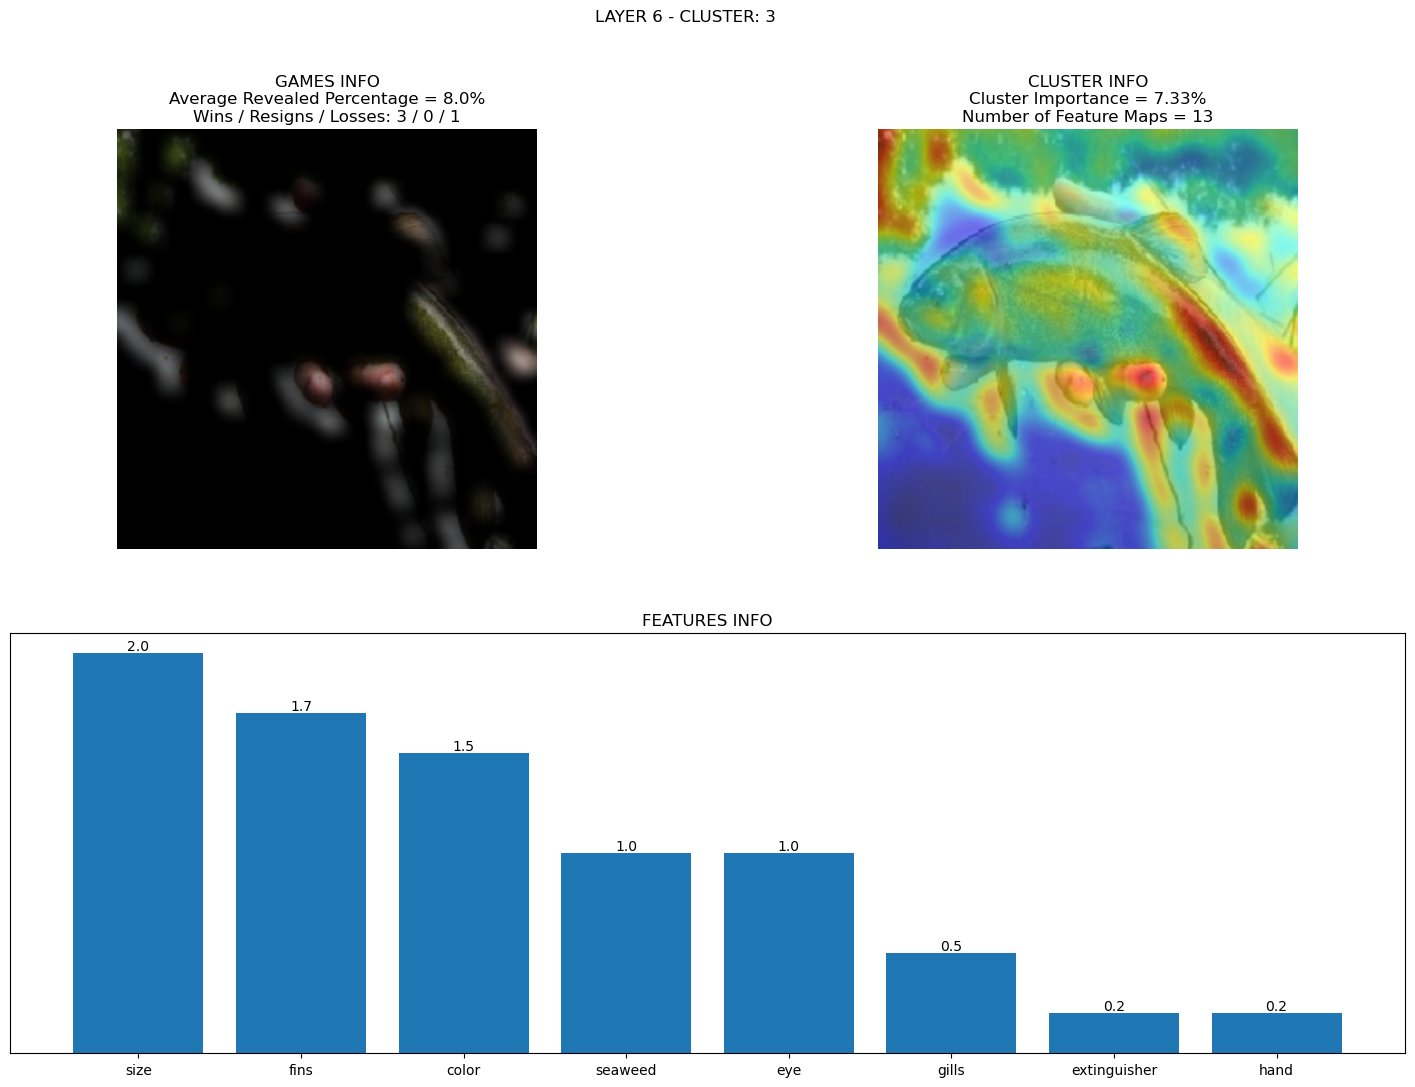 LAYER 6 - CLUSTER: 3
GAMES INFO
Average Revealed Percentage = 8.0%
Wins / Resigns / Losses: 3 / 0 / 1
CLUSTER INFO
Cluster Importance = 7.33%
Number of Feature Maps = 13
FEATURES INFO
2.0
1.7
1.5
1.0
1.0
0.5
0.2
0.2
size
fins
color
seaweed
eye
gills
extinguisher
hand